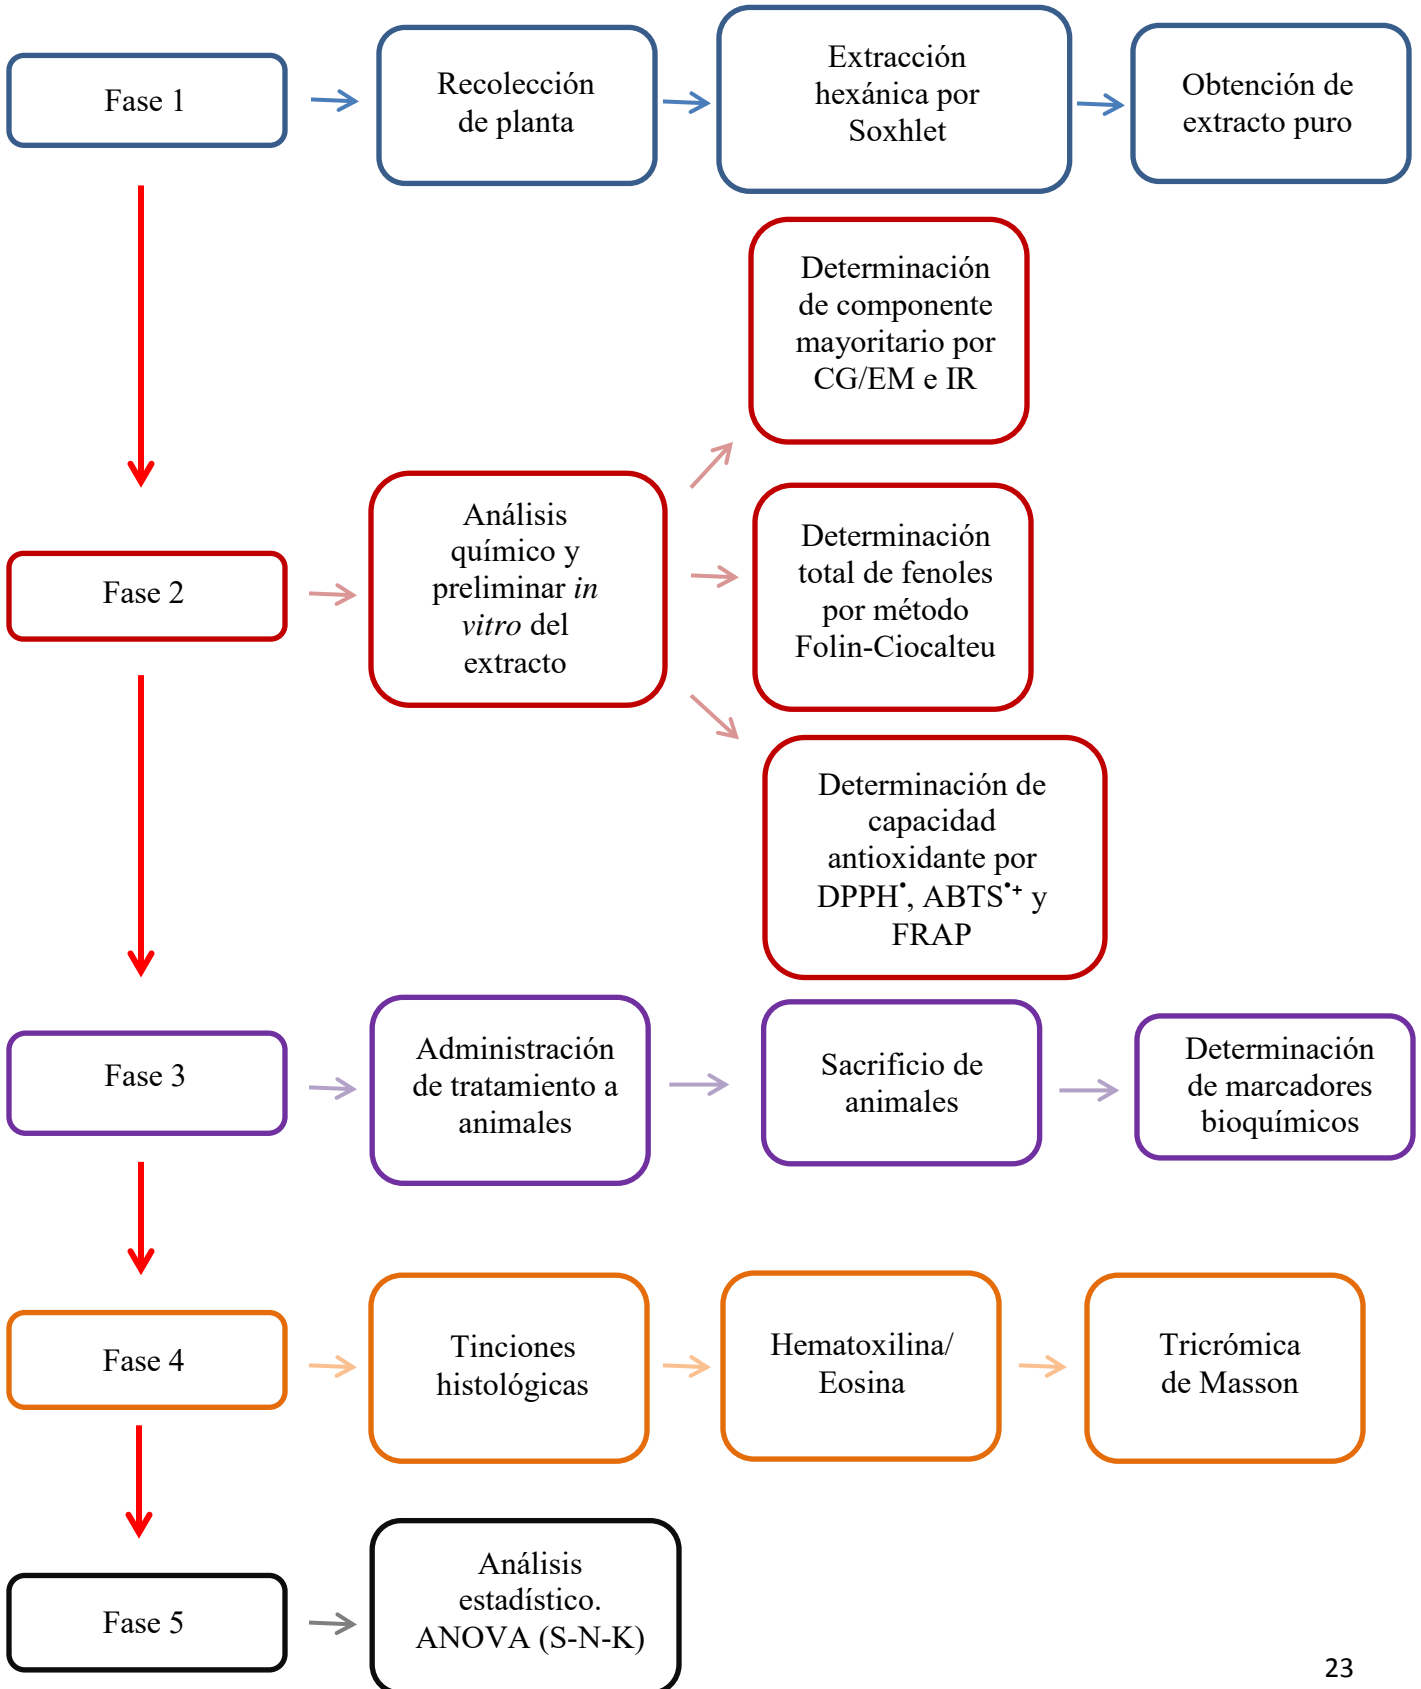 Fase 1
Recolección
de planta
Extracción
hexánica por
Soxhlet
Obtención de
extracto puro
Determinación
de componente
mayoritario por
CG/EM e IR
Fase 2
Análisis
químico y
preliminar in
vitro del
extracto
Determinación
total de fenoles
por método
Folin-Ciocalteu
Determinación de
capacidad
antioxidante por
DPPH•, ABTS•+ y
FRAP
Fase 3
Administración
de tratamiento a
animales
Sacrificio de
animales
Determinación
de marcadores
bioquímicos
Fase 4
Tinciones
histológicas
Hematoxilina/
Eosina
Tricrómica
de Masson
Fase 5
Análisis
estadístico.
ANOVA (S-N-K)
23